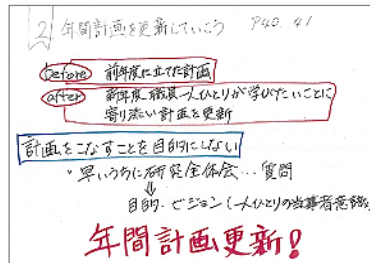 2 年間計画を更新していこう P40.41
before 前年度に立てた計画
after 新年度、職員一人ひとりが学びたいことに
寄り添い計画を更新
計画をこなすことを目的にしない
・早いうちに研究全体会…質問
⇓
目的・ビジョン(一人ひとりの当事者意識)
年間計画更新!